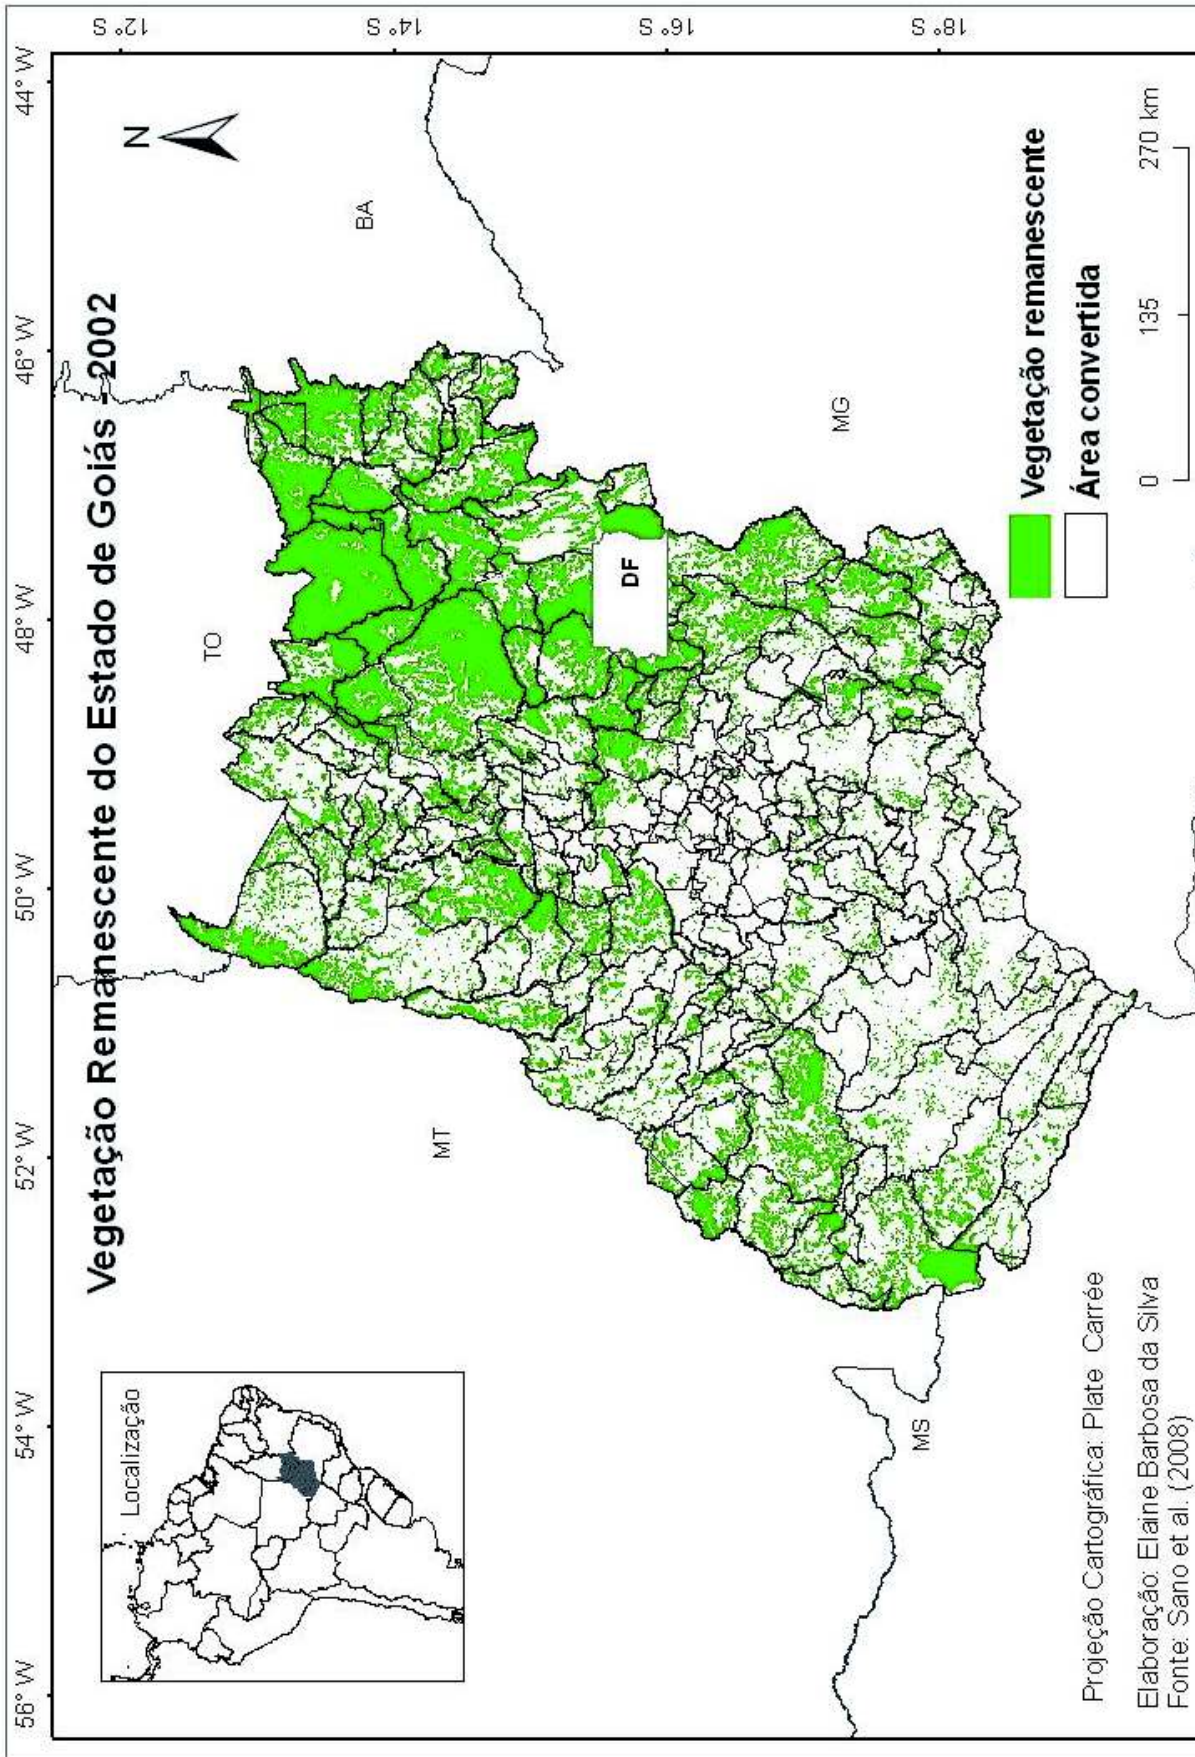 56° W
54° W
52° W
50° W
48° W
46° W
44° W
Vegetação Remanescente do Estado de Goiás - 2002
Localização
N
12° S
14° S
16° S
18° S
TO
BA
MT
DF
MG
MS
Vegetação remanescente
Área convertida
0 135 270 km
Projeção Cartográfica: Plate Carrée
Elaboração: Elaine Barbosa da Silva
Fonte: Sano et al. (2008)